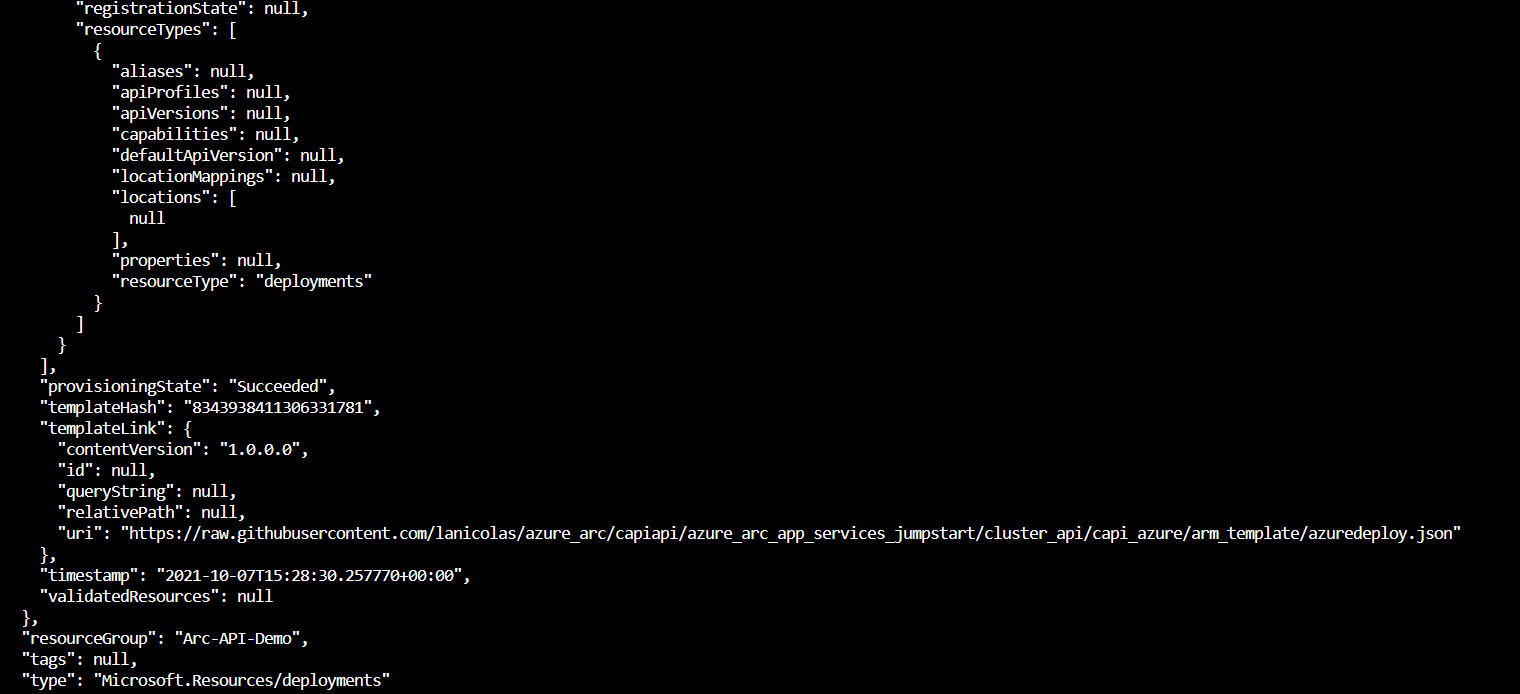 "registrationState": null,
"resourceTypes": [
{
"aliases": null,
"apiProfiles": null,
"apiVersions": null,
"capabilities": null,
"defaultApiVersion": null,
"locationMappings": null,
"locations": [
null
],
"properties": null,
"resourceType": "deployments"
}
]
}
],
"provisioningState": "Succeeded",
"templateHash": "8343938411306331781",
"templateLink": {
"contentVersion": "1.0.0.0",
"id": null,
"queryString": null,
"relativePath": null,
"uri": "https://raw.githubusercontent.com/lanicolas/azure_arc/capiapi/azure_arc_app_services_jumpstart/cluster_api/capi_azure/arm_template/azuredeploy.json"
},
"timestamp": "2021-10-07T15:28:30.257770+00:00",
"validatedResources": null
},
"resourceGroup": "Arc-API-Demo",
"tags": null,
"type": "Microsoft.Resources/deployments"